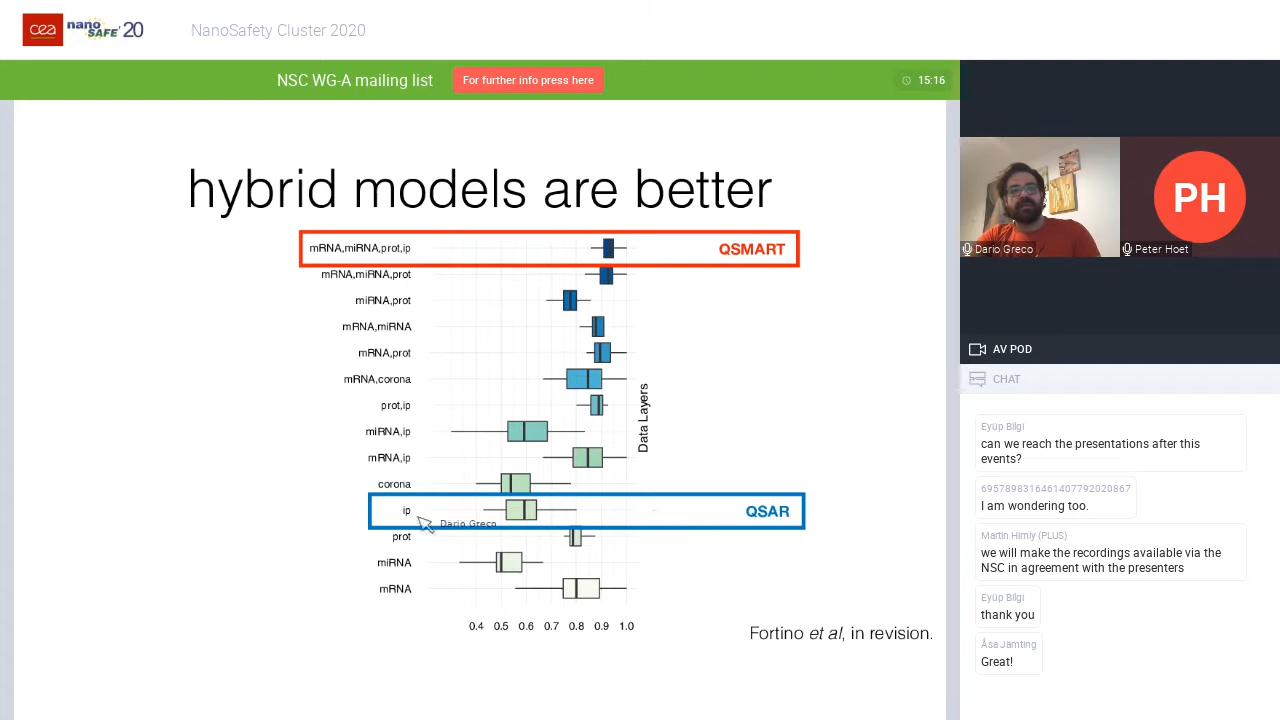 cea nano SAFE'20
NanoSafety Cluster 2020
NSC WG-A mailing list
For further info press here
15:16
hybrid models are better
mRNA,miRNA,prot,ip
QSMART
mRNA,miRNA,prot
miRNA,prot
mRNA,miRNA
mRNA,prot
mRNA,corona
prot,ip
miRNA,ip
mRNA,ip
corona
ip
QSAR
Dario Greco
prot
miRNA
mRNA
0.4 0.5 0.6 0.7 0.8 0.9 1.0
Data Layers
Fortino et al, in revision.
PH
Dario Greco
Peter Hoet
AV POD
CHAT
Eyüp Bilgi
can we reach the presentations after this
events?
6957898316461407792020867
I am wondering too.
Martin Himly (PLUS)
we will make the recordings available via the
NSC in agreement with the presenters
Eyüp Bilgi
thank you
Åsa Jämting
Great!